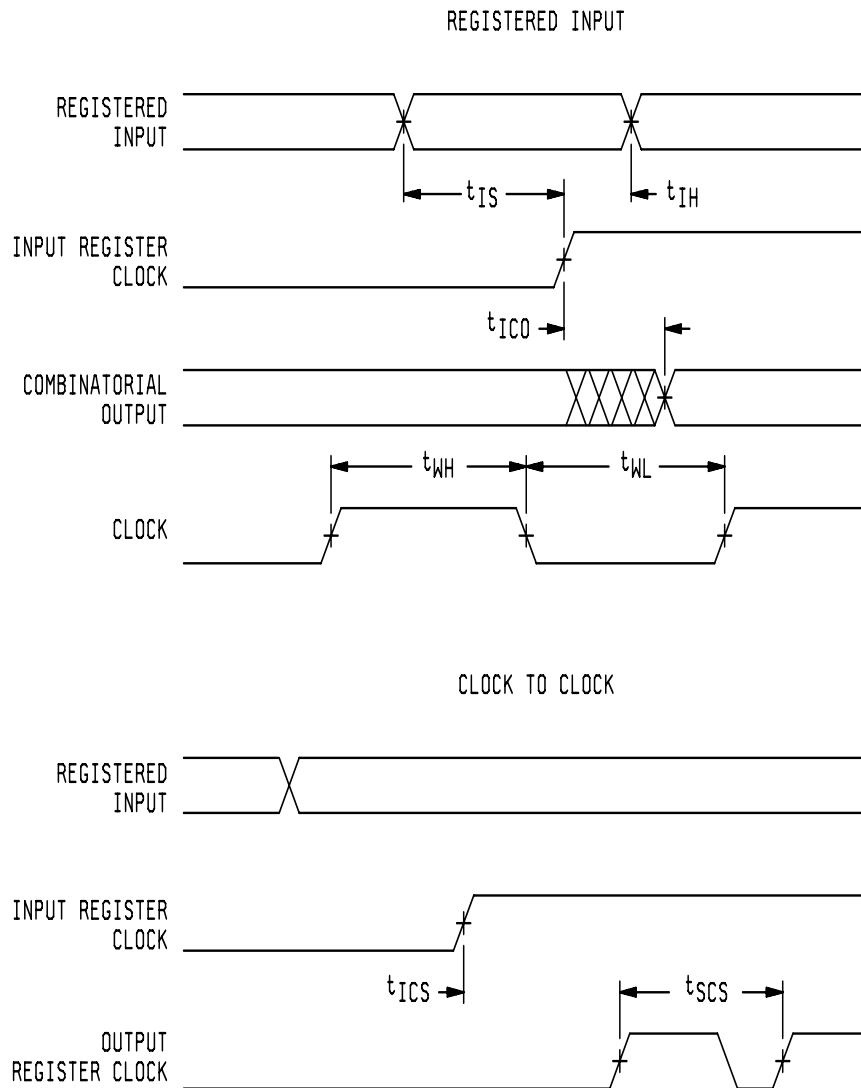 REGISTERED INPUT
REGISTERED
INPUT
tIS
tIH
INPUT REGISTER
CLOCK
tICO
COMBINATORIAL
OUTPUT
tWH
tWL
CLOCK
CLOCK TO CLOCK
REGISTERED
INPUT
INPUT REGISTER
CLOCK
tICS
tSCS
OUTPUT
REGISTER CLOCK